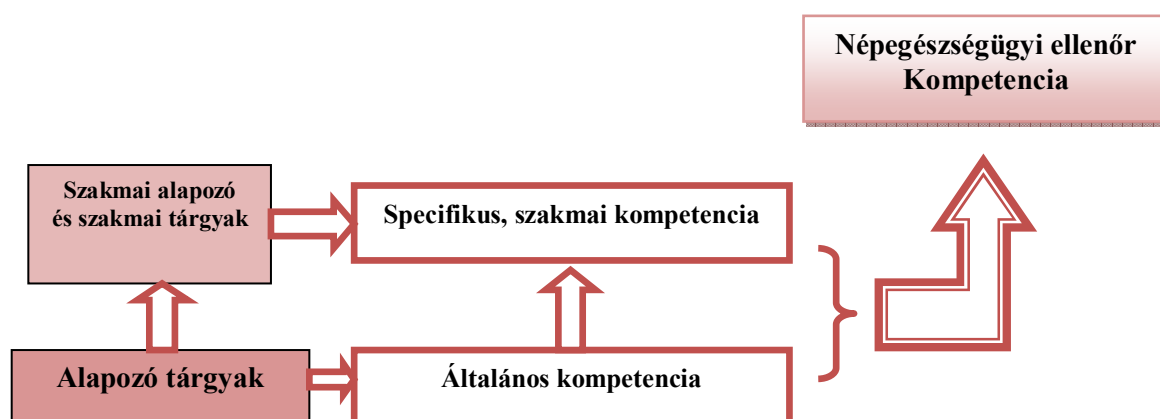 Népegészségügyi ellenőr
Kompetencia
Szakmai alapozó
és szakmai tárgyak
Specifikus, szakmai kompetencia
Alapozó tárgyak
Általános kompetencia